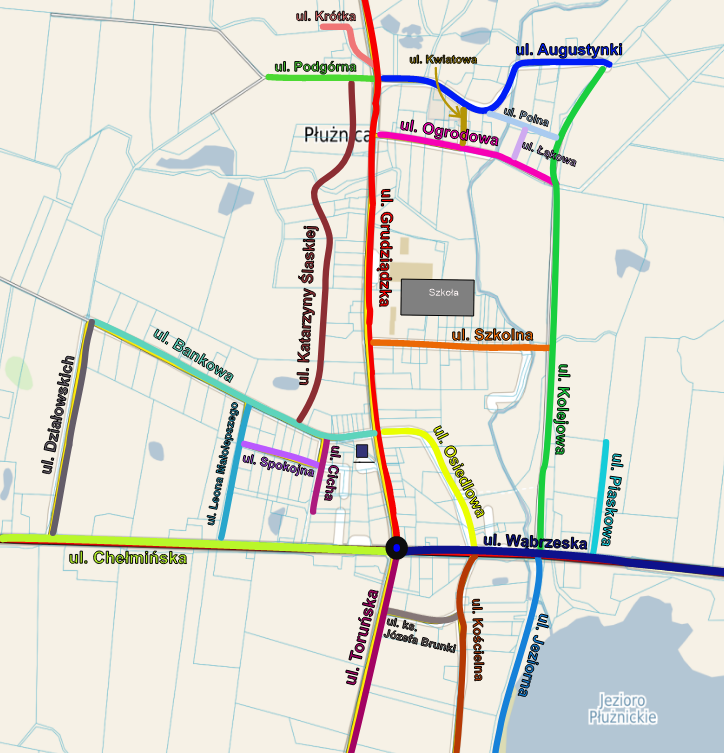 ul. Krótka
ul. Podgórna
ul. Kwiatowa
ul. Augustynki
ul. Polna
Płużnica
ul. Ogrodowa
ul. Łąkowa
ul. Grudziądzka
ul. Katarzyny Ślaskiej
Szkoła
ul. Szkolna
ul. Bankowa
ul. Działowskich
ul. Kolejowa
ul. Leona Małolepszego
ul. Spokojna
ul. Cicha
ul. Osiedlowa
ul. Piaskowa
ul. Wąbrzeska
ul. Chełmińska
ul. Toruńska
ul. ks.
Józefa Brunki
ul. Kościelna
ul. Jeziorna
Jezioro
Płużnickie